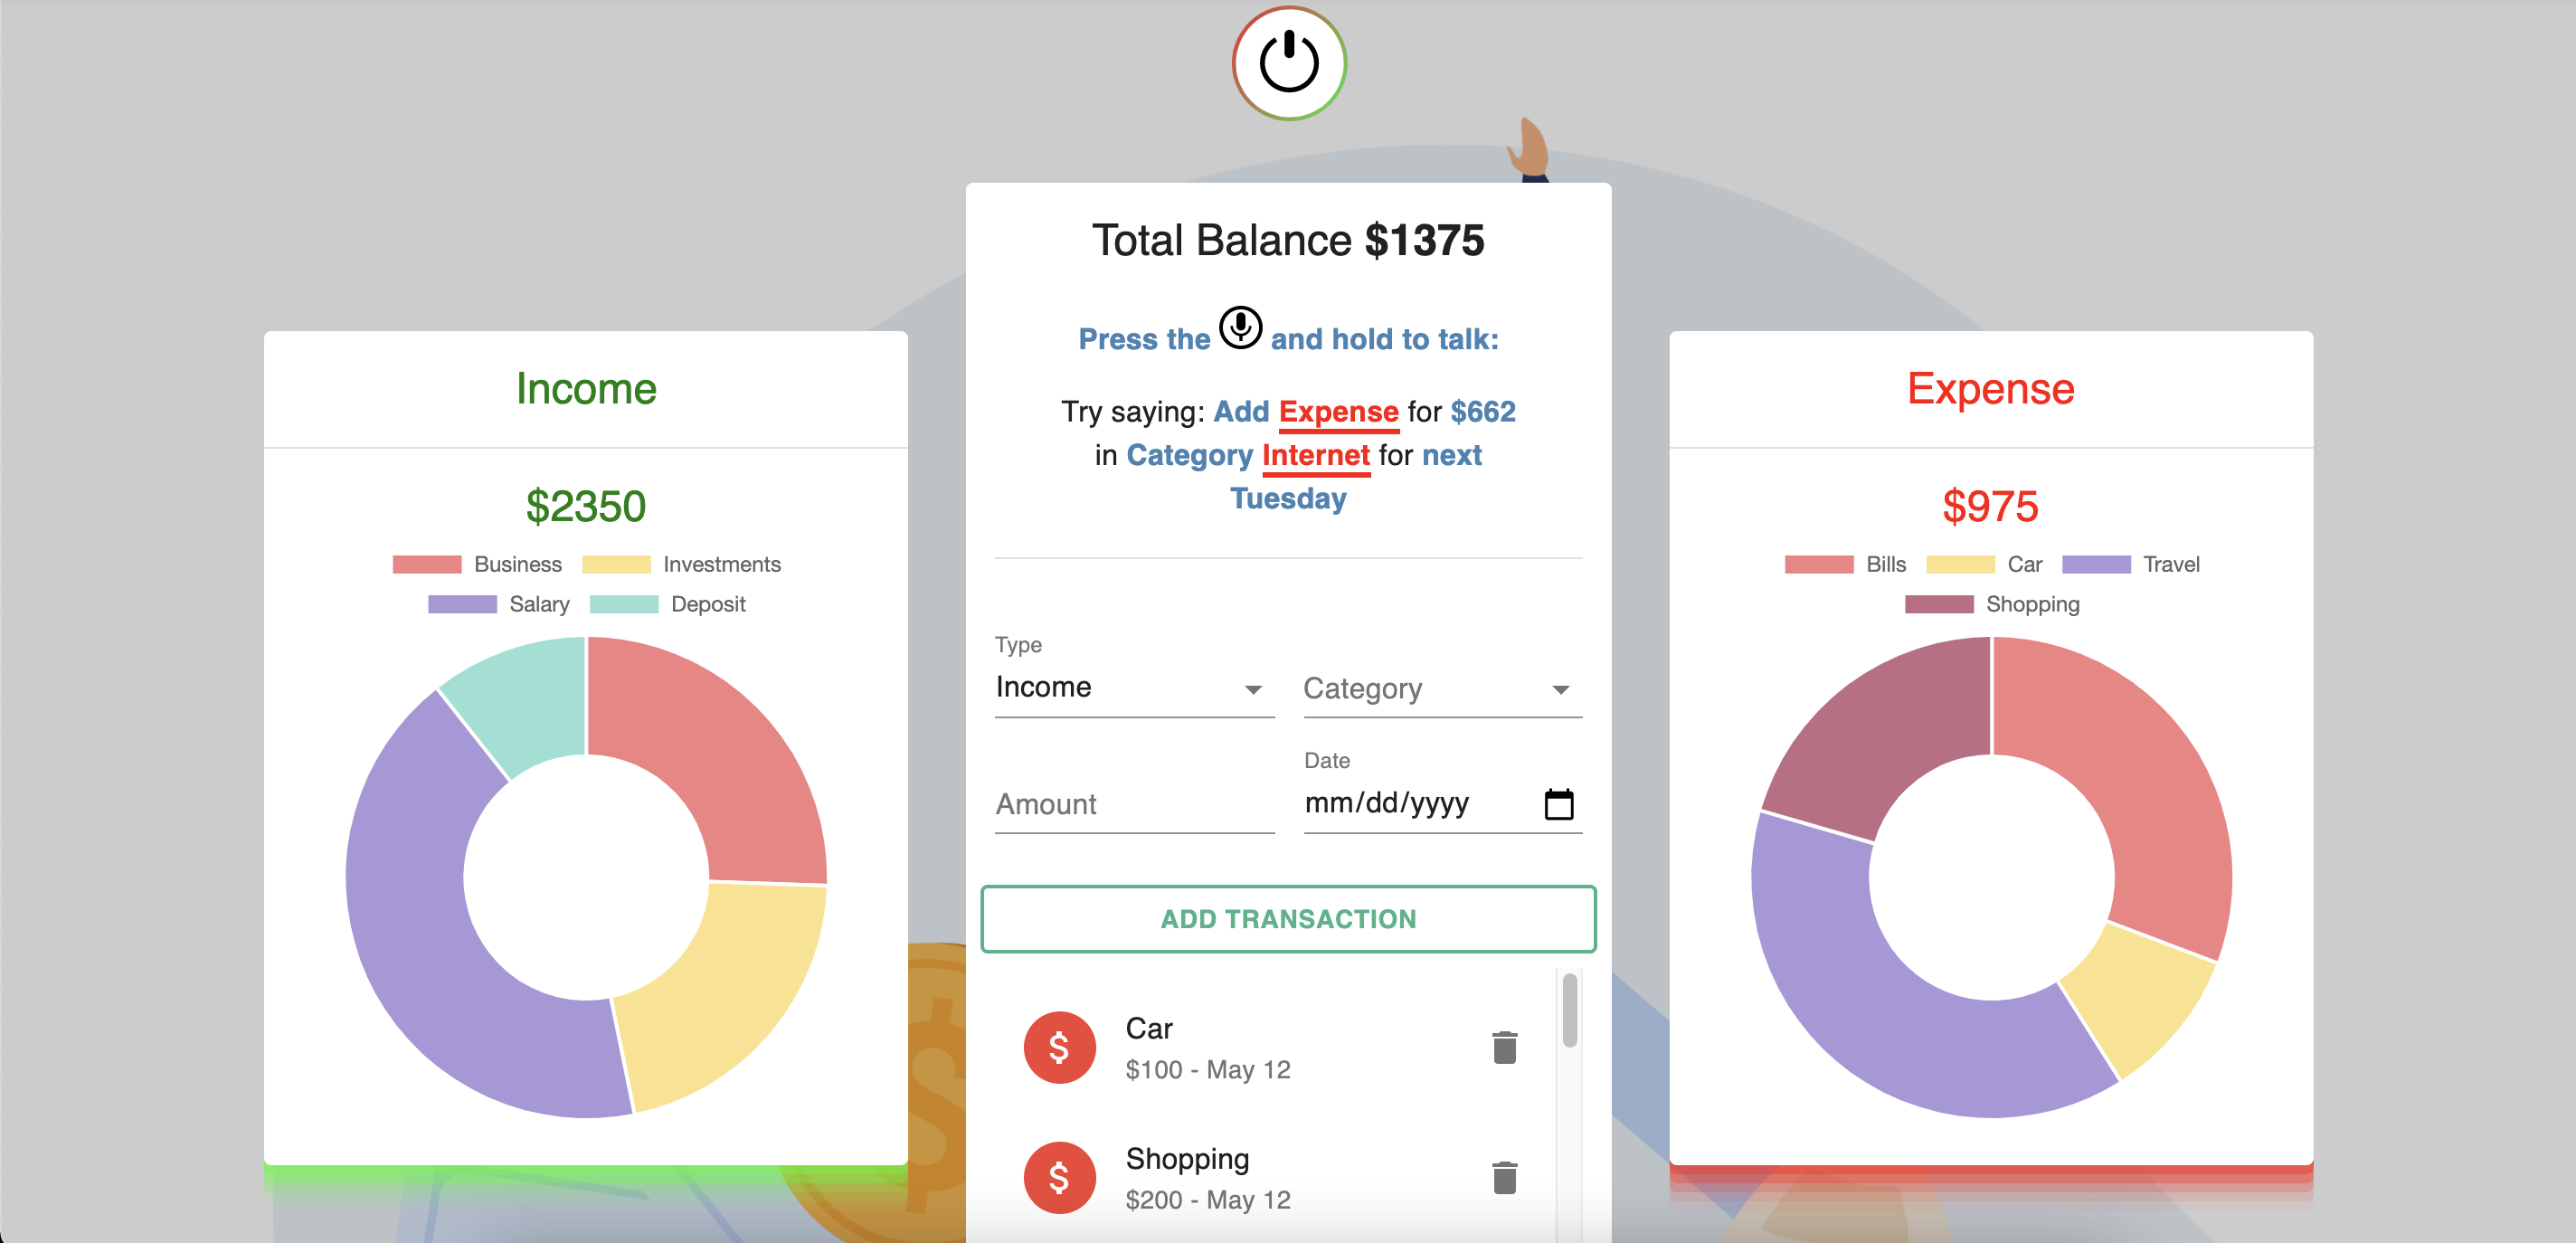 Income
$2350
Business Investments
Salary Deposit
Total Balance $1375
Press the and hold to talk:
Try saying: Add Expense for $662
in Category Internet for next
Tuesday
Type
Income Category
Date
Amount mm/dd/yyyy
ADD TRANSACTION
$ Car
$100 - May 12
$ Shopping
$200 - May 12
Expense
$975
Bills Car Travel
Shopping
$